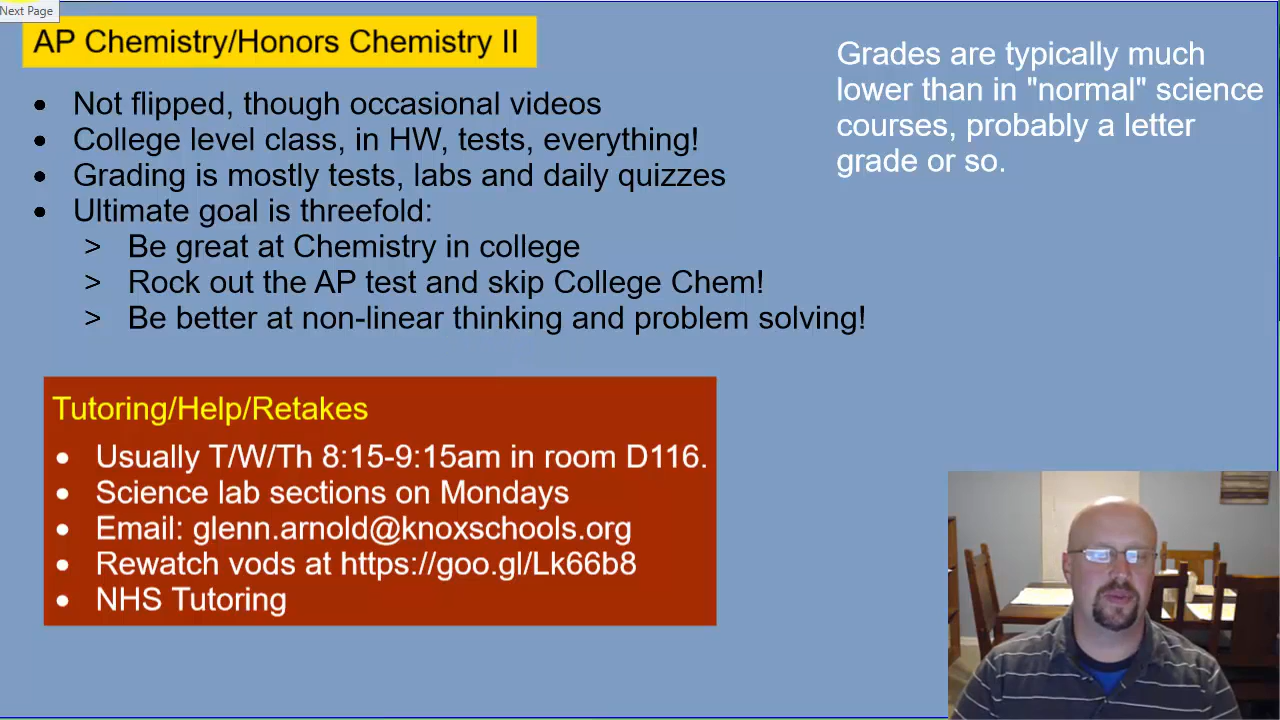 Next Page
AP Chemistry/Honors Chemistry II
• Not flipped, though occasional videos
• College level class, in HW, tests, everything!
• Grading is mostly tests, labs and daily quizzes
• Ultimate goal is threefold:
> Be great at Chemistry in college
> Rock out the AP test and skip College Chem!
> Be better at non-linear thinking and problem solving!
Grades are typically much
lower than in "normal" science
courses, probably a letter
grade or so.
Tutoring/Help/Retakes
• Usually T/W/Th 8:15-9:15am in room D116.
• Science lab sections on Mondays
• Email: glenn.arnold@knoxschools.org
• Rewatch vods at https://goo.gl/Lk66b8
• NHS Tutoring